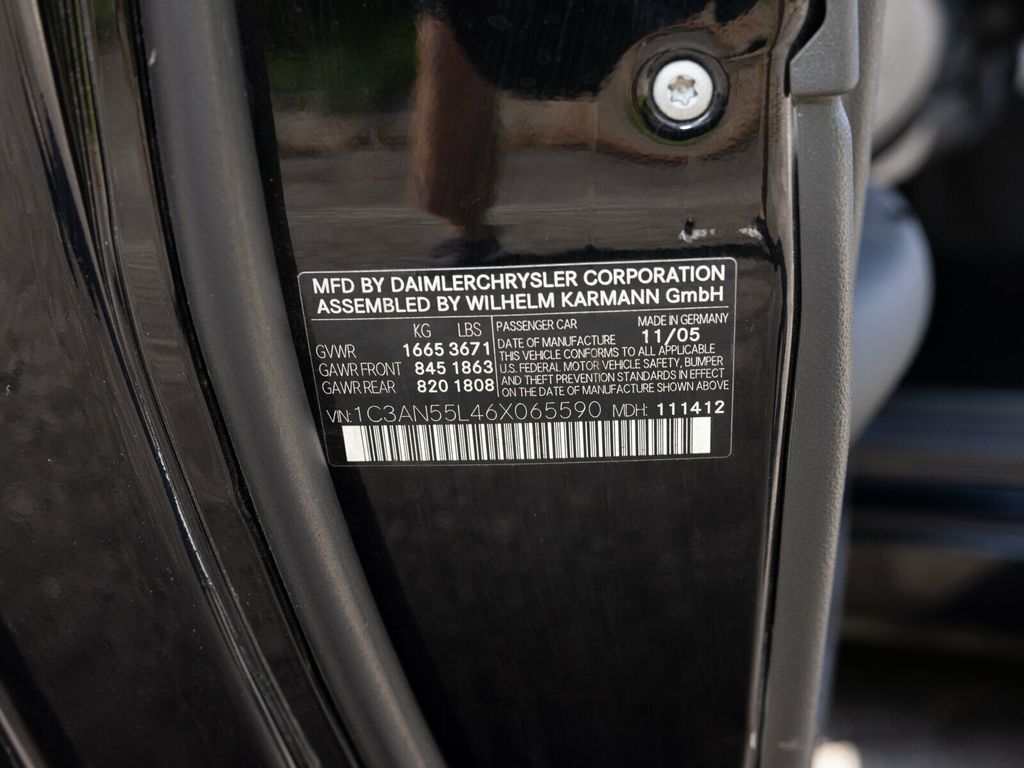 MFD BY DAIMLERCHRYSLER CORPORATION
ASSEMBLED BY WILHELM KARMANN GmbH
KG LBS
GVWR 1665 3671
GAWR FRONT 845 1863
GAWR REAR 820 1808
PASSENGER CAR MADE IN GERMANY
DATE OF MANUFACTURE 11/05
THIS VEHICLE CONFORMS TO ALL APPLICABLE
U.S. FEDERAL MOTOR VEHICLE SAFETY, BUMPER
AND THEFT PREVENTION STANDARDS IN EFFECT
ON THE DATE OF MANUFACTURE SHOWN ABOVE
VIN: 1C3AN55L46X065590 MDH: 111412